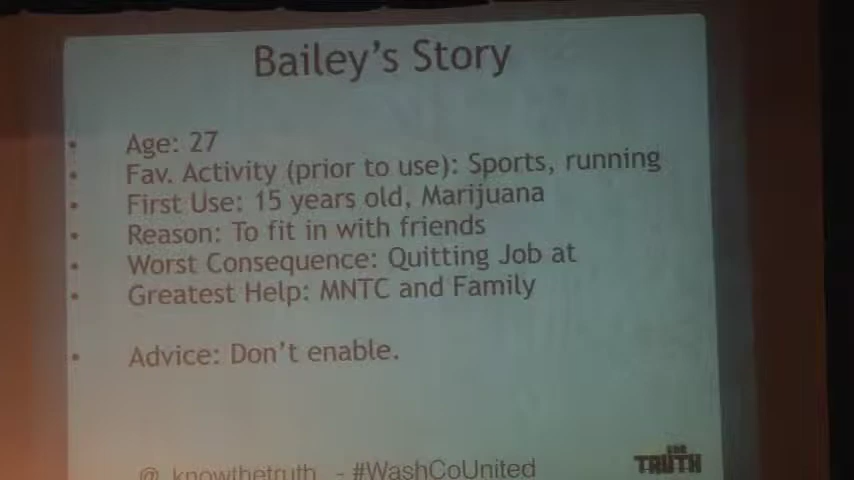 Bailey's Story
• Age: 27
• Fav. Activity (prior to use): Sports, running
• First Use: 15 years old, Marijuana
• Reason: To fit in with friends
• Worst Consequence: Quitting Job at
• Greatest Help: MNTC and Family
• Advice: Don't enable.
@_knowthetruth_ - #WashCoUnited
TRUTH